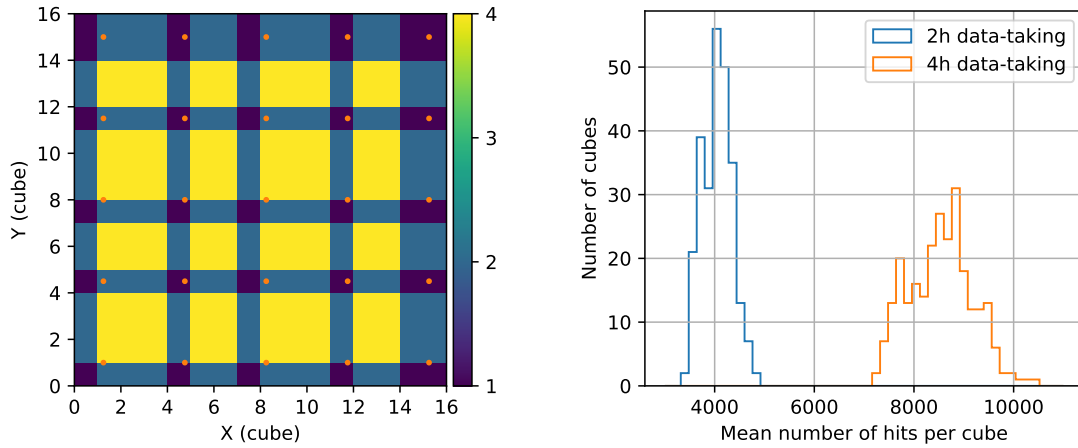 16
14
12
10
8
6
4
2
0
Y (cube)
0 2 4 6 8 10 12 14 16
X (cube)
4
3
2
1
50
40
30
20
10
0
Number of cubes
2h data-taking
4h data-taking
4000 6000 8000 10000
Mean number of hits per cube